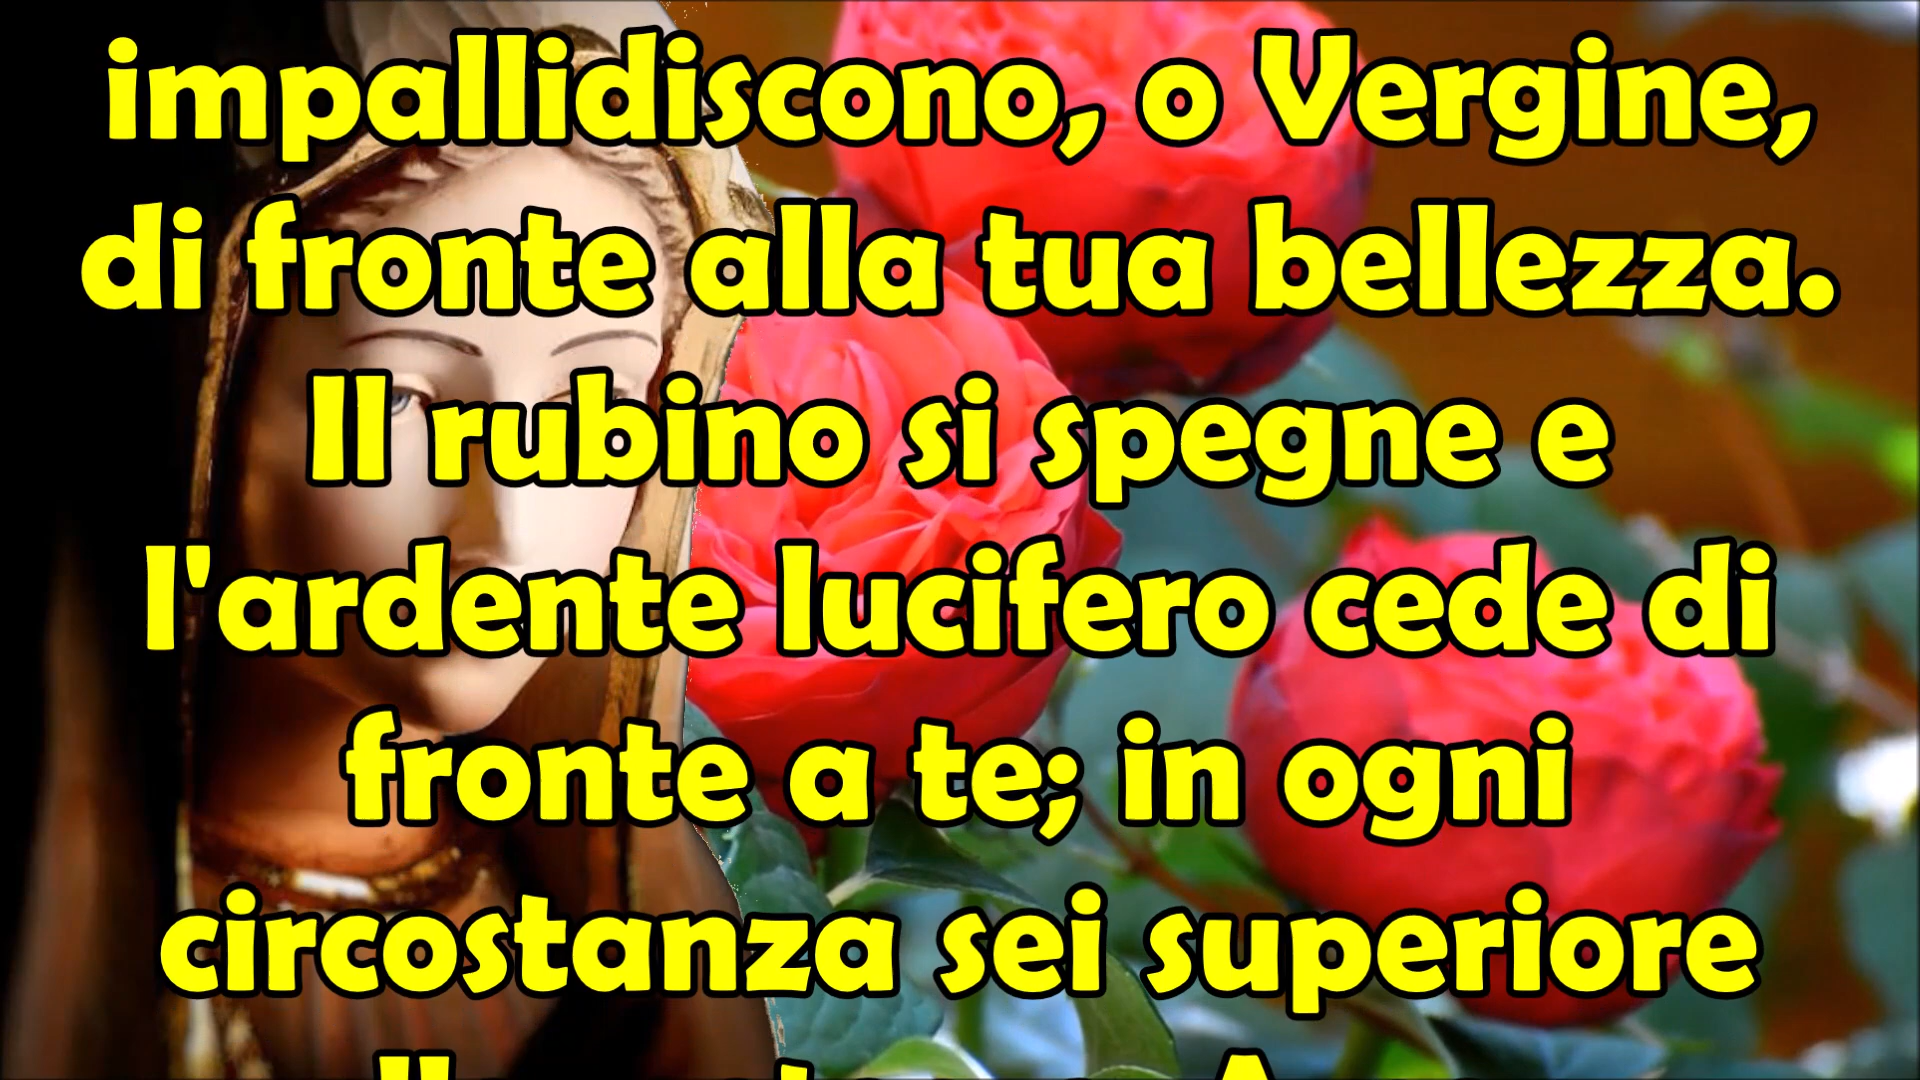 impallidiscono, o Vergine,
di fronte alla tua bellezza.
Il rubino si spegne e
l'ardente lucifero cede di
fronte a te; in ogni
circostanza sei superiore